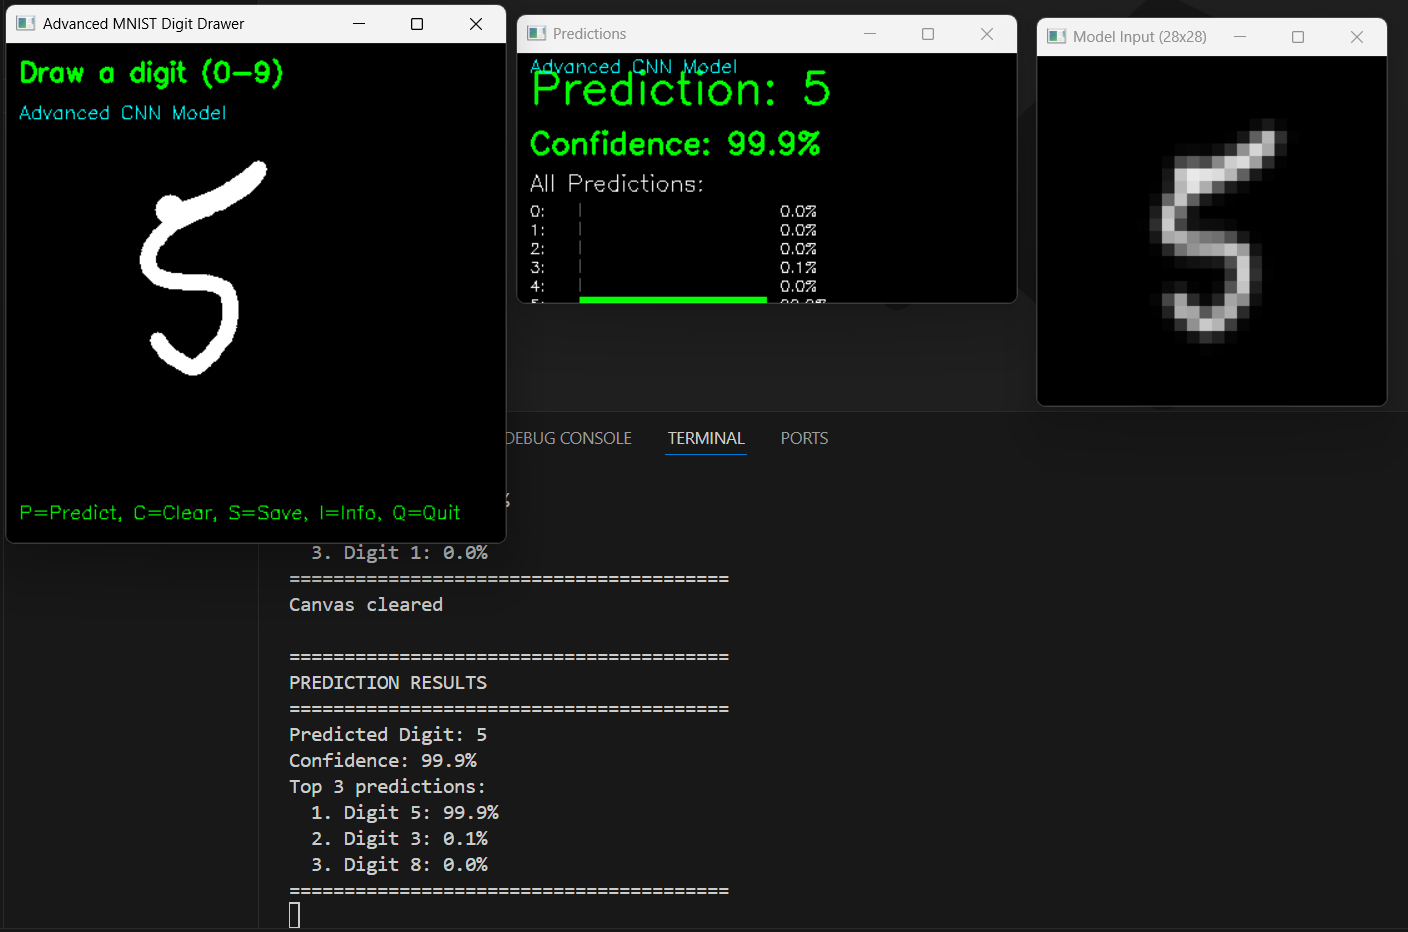 Advanced MNIST Digit Drawer
Draw a digit (0-9)
Advanced CNN Model
5
P=Predict, C=Clear, S=Save, I=Info, Q=Quit
Predictions
Advanced CNN Model
Prediction: 5
Confidence: 99.9%
All Predictions:
0: 0.0%
1: 0.0%
2: 0.0%
3: 0.1%
4: 0.0%
Model Input (28x28)
5
DEBUG CONSOLE
TERMINAL
PORTS
%
3. Digit 1: 0.0%
========================================
Canvas cleared
========================================
PREDICTION RESULTS
========================================
Predicted Digit: 5
Confidence: 99.9%
Top 3 predictions:
1. Digit 5: 99.9%
2. Digit 3: 0.1%
3. Digit 8: 0.0%
========================================